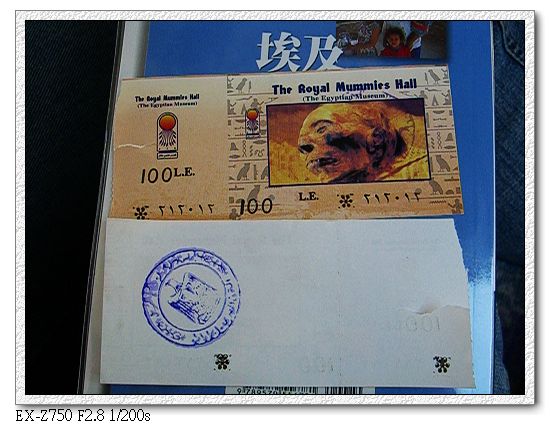 埃及
The Royal Mummies Hall
(The Egyptian Museum)
100 L.E.
٢١٢٠١٢
The Royal Mummies Hall
(The Egyptian Museum)
100 L.E.
٢١٢٠١٢
100
EX-Z750 F2.8 1/200s